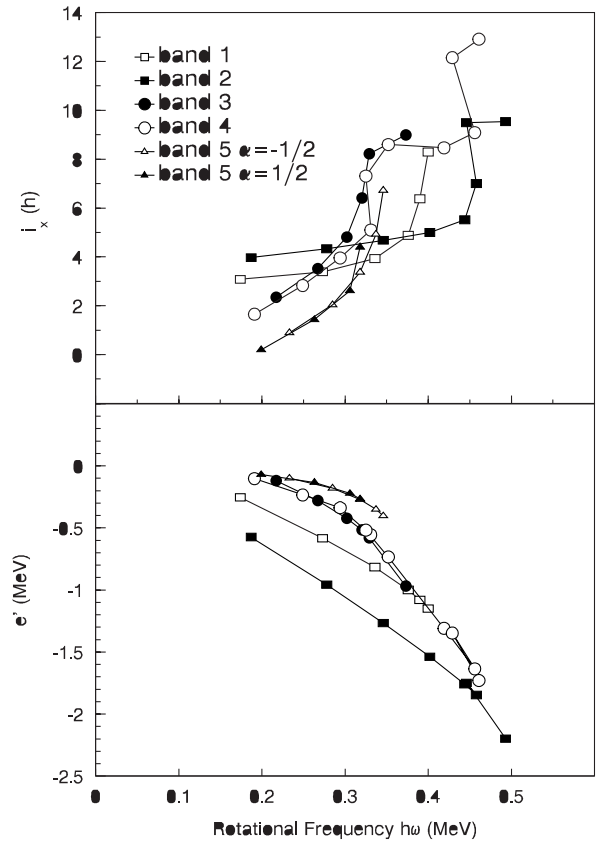 14
12
10
8
6
4
2
0
i_x (h)
band 1
band 2
band 3
band 4
band 5 α=-1/2
band 5 α=1/2
0
-0.5
-1
-1.5
-2
-2.5
e' (MeV)
0 0.1 0.2 0.3 0.4 0.5
Rotational Frequency hω (MeV)